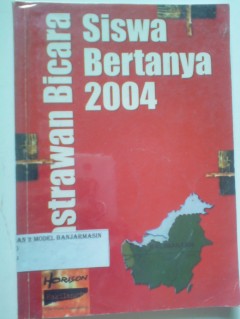 Siswa
Bertanya
2004
strawan Bicara
MODEL BANJARMASIN
HORISON